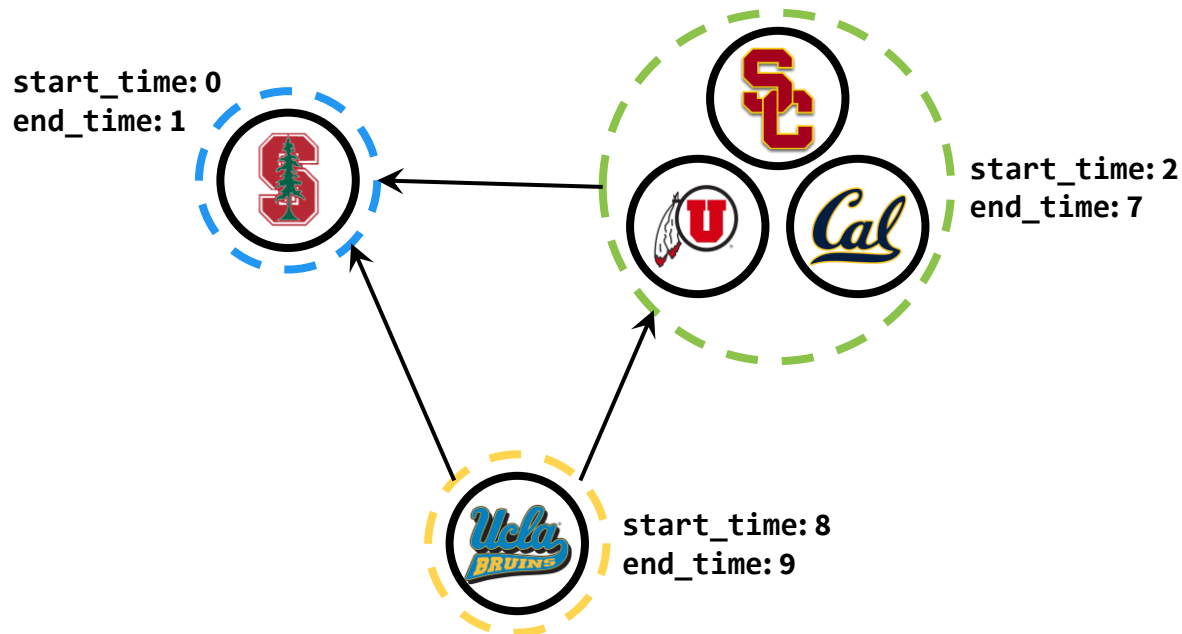 start_time: 0
end_time: 1
S
SC
U
Cal
start_time: 2
end_time: 7
Ucla
BRUINS
start_time: 8
end_time: 9